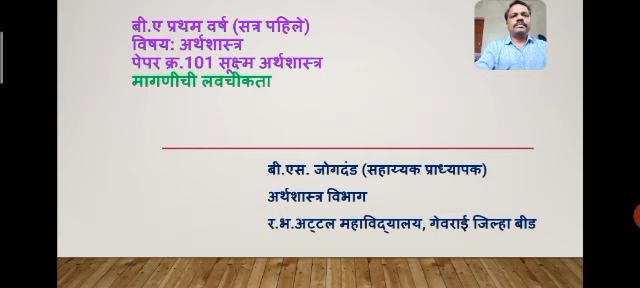 बी.ए प्रथम वर्ष (सत्र पहिले)
विषय: अर्थशास्त्र
पेपर क्र.101 सूक्ष्म अर्थशास्त्र
मागणीची लवचीकता
बी.एस. जोगदंड (सहाय्यक प्राध्यापक)
अर्थशास्त्र विभाग
र.भ.अट्टल महाविद्यालय, गेवराई जिल्हा बीड